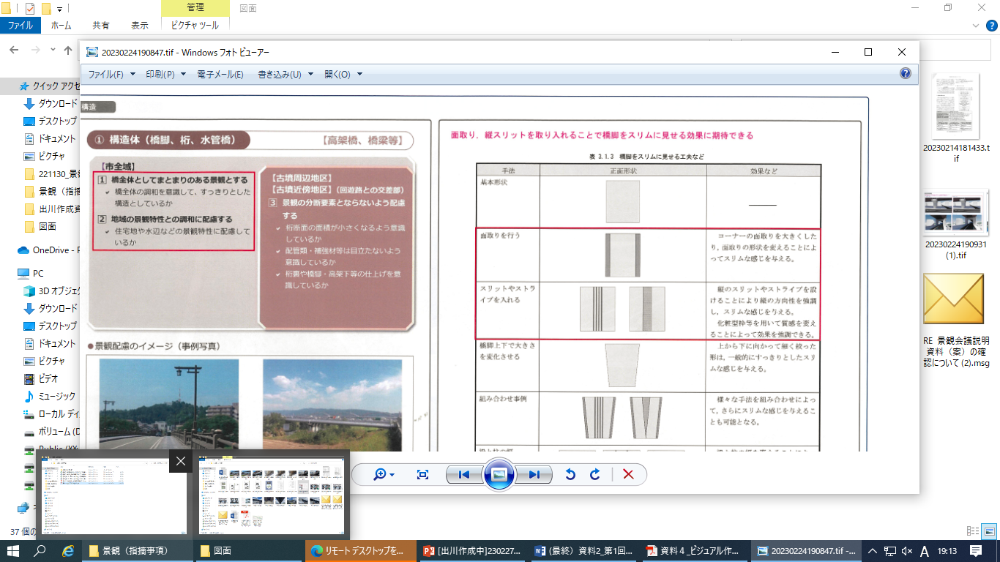 管理
図面
ファイル
ホーム
共有
表示
ピクチャ ツール
20230224190847.tif - Windows フォト ビューアー
ファイル(F)
印刷(P)
電子メール(E)
書き込み(U)
開く(O)
クイック アクセ
ダウンロード
デスクトップ
ドキュメント
ピクチャ
221130_景観
景観（指摘
出川作成資
図面
OneDrive - P
PC
3D オブジェク
ダウンロード
デスクトップ
ドキュメント
ピクチャ
ビデオ
ミュージック
ローカル ディ
ボリューム (D
37 個の
構造
① 構造体（橋脚、桁、水管橋）
【高架橋、橋梁等】
【市全域】
1 橋全体としてまとまりのある景観とする
✓ 橋全体の調和を意識して、すっきりとした
構造としているか
2 地域の景観特性との調和に配慮する
✓ 住宅地や水辺などの景観特性に配慮して
いるか
【古墳周辺地区】
【古墳近傍地区】（回遊路との交差部）
3 景観の分断要素とならないよう配慮
する
✓ 桁断面の面積が小さくなるよう意識
しているか
✓ 配管類・補強材等は目立たないよう
意識しているか
✓ 桁裏や橋脚・高架下等の仕上げを意
識しているか
●景観配慮のイメージ（事例写真）
面取り，縦スリットを取り入れることで橋脚をスリムに見せる効果に期待できる
表 3.1.3 橋脚をスリムに見せる工夫など
手法
正面形状
効果など
基本形状
面取りを行う
コーナーの面取りを大きくした
り，面取りの形状を変えることによ
ってスリムな感じを与える。
スリットやストラ
イプを入れる
縦のスリットやストライプを設
けることにより縦の方向性を強調
し，スリムな感じを与える。
化粧型枠等を用いて質感を変え
ることによって効果を強調できる。
橋脚上下で大きさ
を変化させる
上から下に向かって細く絞った
形は，一般的にすっきりとしたスリ
ムな感じを与える。
組み合わせ事例
様々な手法を組み合わせによっ
て，さらにスリムな感じを与えるこ
とも可能となる。
20230214181433.t
if
20230224190931
(1).tif
RE 景観会議説明
資料（案）の確
認について (2).msg
景観（指摘事項）
図面
リモート デスクトップを...
[出川作成中]230227...
（最終）資料2_第1回...
資料４_ビジュアル作...
20230224190847.tif -...
A
19:13